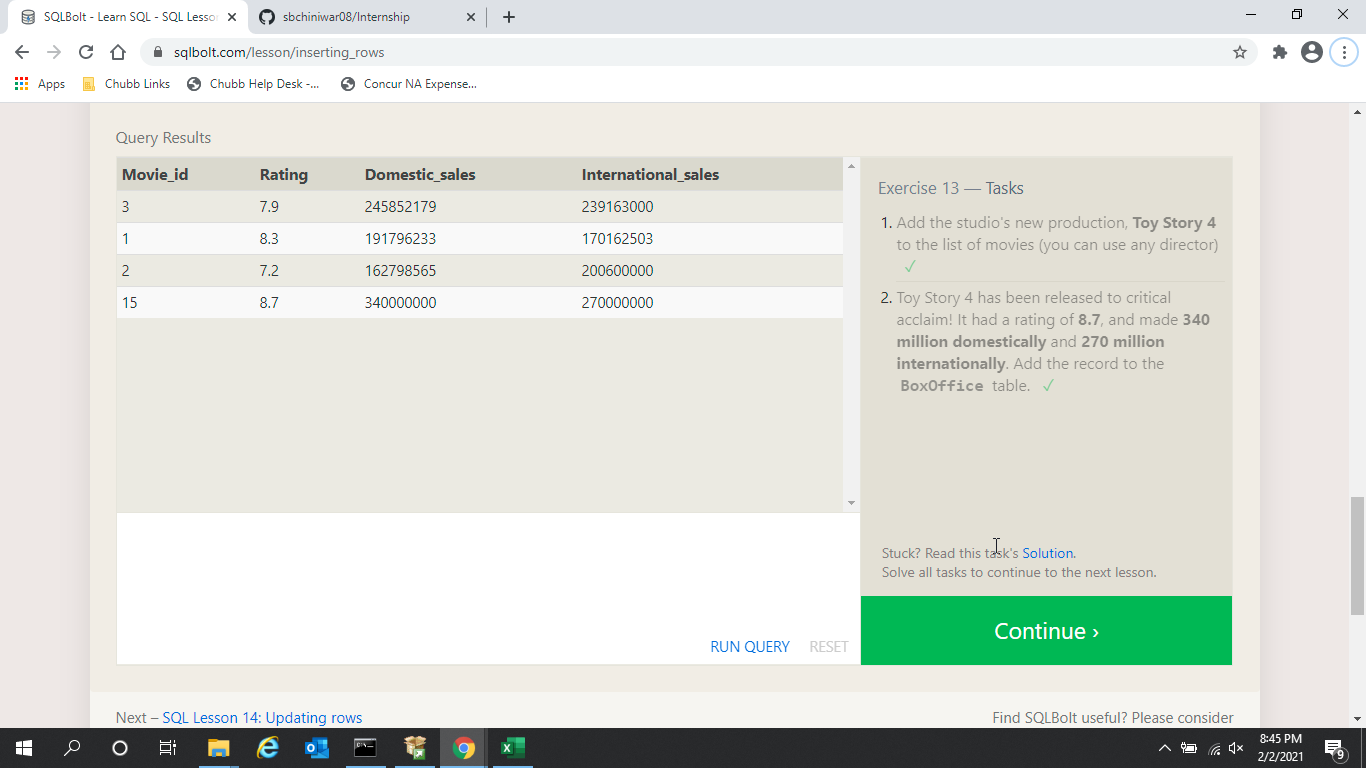 SQLBolt - Learn SQL - SQL Lesson
sbchiniwar08/Internship
sqlbolt.com/lesson/inserting_rows
Apps Chubb Links Chubb Help Desk -... Concur NA Expense...
Query Results
Movie_id Rating Domestic_sales International_sales
3 7.9 245852179 239163000
1 8.3 191796233 170162503
2 7.2 162798565 200600000
15 8.7 340000000 270000000
RUN QUERY RESET
Exercise 13 — Tasks
1. Add the studio's new production, Toy Story 4
to the list of movies (you can use any director)
✓
2. Toy Story 4 has been released to critical
acclaim! It had a rating of 8.7, and made 340
million domestically and 270 million
internationally. Add the record to the
BoxOffice table. ✓
Stuck? Read this task's Solution.
Solve all tasks to continue to the next lesson.
Continue ›
Next – SQL Lesson 14: Updating rows
Find SQLBolt useful? Please consider
8:45 PM
2/2/2021
9